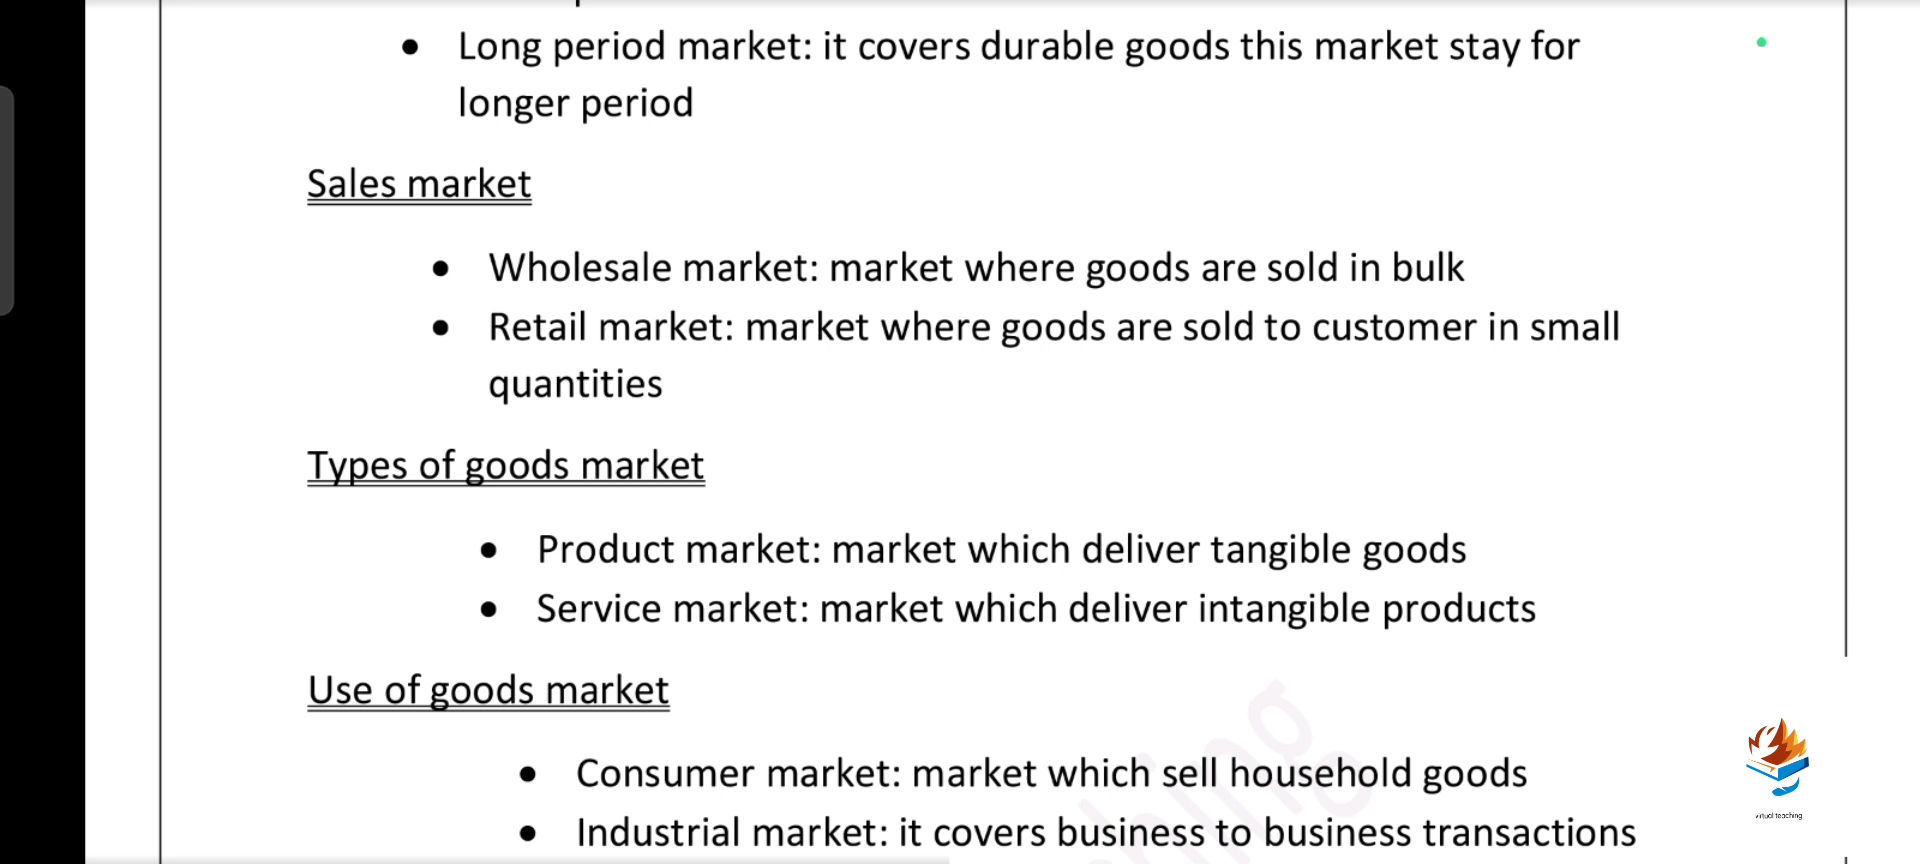 • Long period market: it covers durable goods this market stay for
longer period
Sales market
• Wholesale market: market where goods are sold in bulk
• Retail market: market where goods are sold to customer in small
quantities
Types of goods market
• Product market: market which deliver tangible goods
• Service market: market which deliver intangible products
Use of goods market
• Consumer market: market which sell household goods
• Industrial market: it covers business to business transactions
virtual teaching